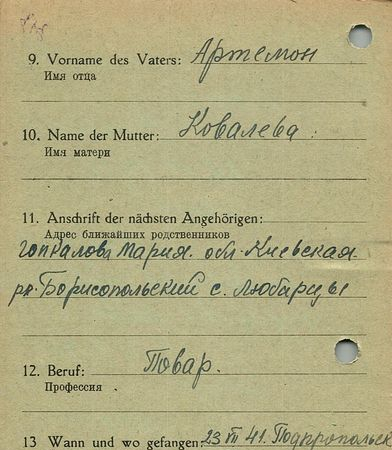 9. Vorname des Vaters: Артемон
Имя отца
10. Name der Mutter: Ковалева
Имя матери
11. Anschrift der nächsten Angehörigen:
Адрес ближайших родственников
Мария. обл. Киевская
рн. Борисопольский с. Любарцы
12. Beruf: Товар.
Профессия
13 Wann und wo gefangen: 23 VII 41.